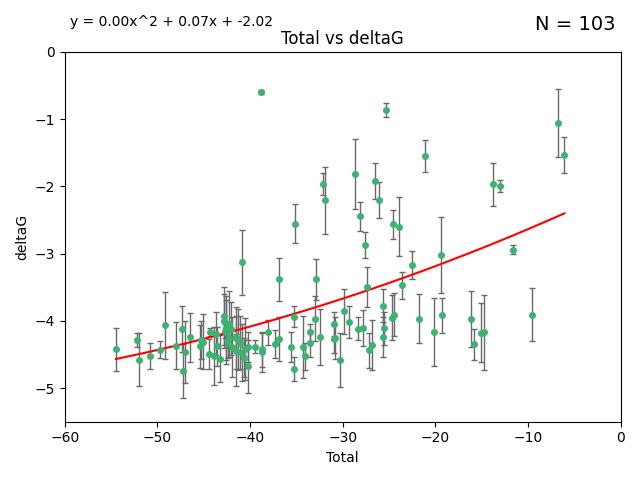 y = 0.00x^2 + 0.07x + -2.02
N = 103
Total vs deltaG
0
−1
−2
−3
−4
−5
deltaG
−60
−50
−40
−30
−20
−10
0
Total